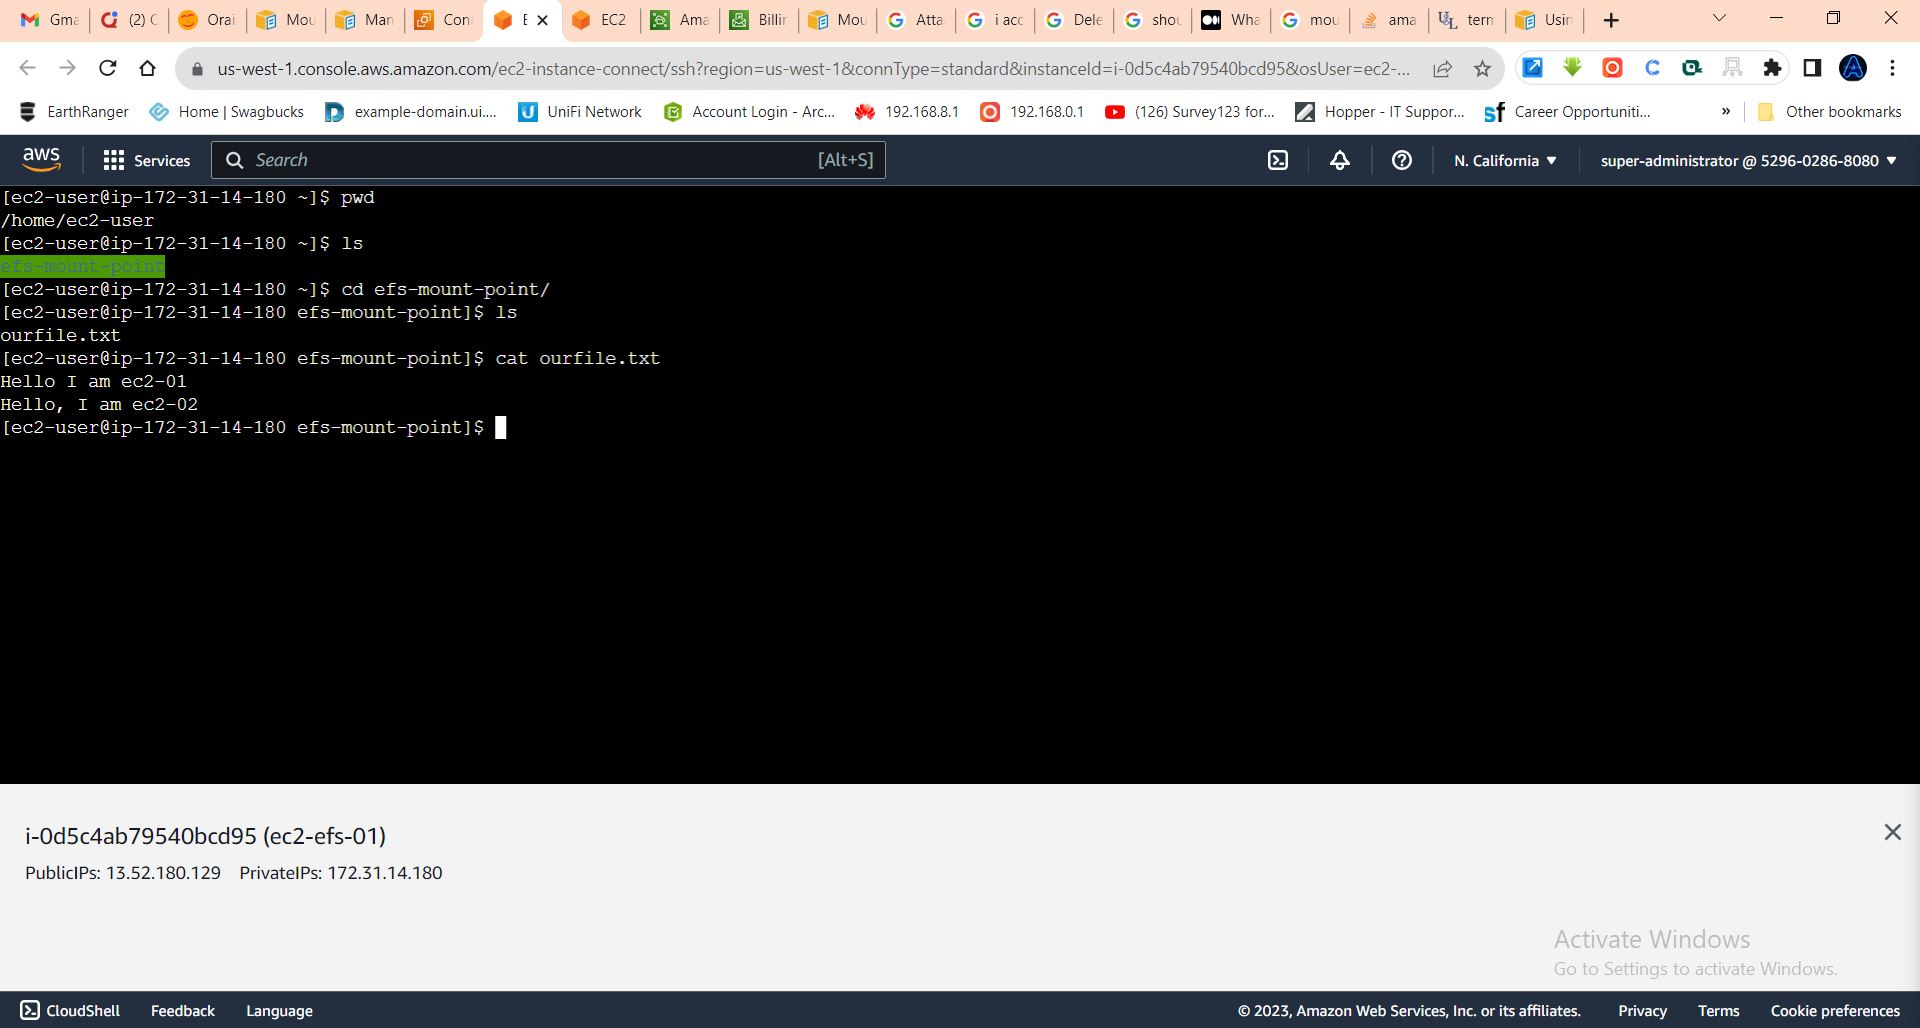 Gma
(2) C
Orai
Mou
Man
Con
E
EC2
Ama
Billin
Mou
Atta
i acc
Dele
shou
Wha
mou
ama
UL
term
Usin
us-west-1.console.aws.amazon.com/ec2-instance-connect/ssh?region=us-west-1&connType=standard&instanceId=i-0d5c4ab79540bcd95&osUser=ec2-...
EarthRanger
Home | Swagbucks
example-domain.ui....
UniFi Network
Account Login - Arc...
192.168.8.1
192.168.0.1
(126) Survey123 for...
Hopper - IT Suppor...
Career Opportuniti...
»
Other bookmarks
aws
Services
Search
[Alt+S]
N. California
super-administrator @ 5296-0286-8080
[ec2-user@ip-172-31-14-180 ~]$ pwd
/home/ec2-user
[ec2-user@ip-172-31-14-180 ~]$ ls
efs-mount-point
[ec2-user@ip-172-31-14-180 ~]$ cd efs-mount-point/
[ec2-user@ip-172-31-14-180 efs-mount-point]$ ls
ourfile.txt
[ec2-user@ip-172-31-14-180 efs-mount-point]$ cat ourfile.txt
Hello I am ec2-01
Hello, I am ec2-02
[ec2-user@ip-172-31-14-180 efs-mount-point]$
i-0d5c4ab79540bcd95 (ec2-efs-01)
PublicIPs: 13.52.180.129 PrivateIPs: 172.31.14.180
Activate Windows
Go to Settings to activate Windows.
CloudShell
Feedback
Language
© 2023, Amazon Web Services, Inc. or its affiliates.
Privacy
Terms
Cookie preferences